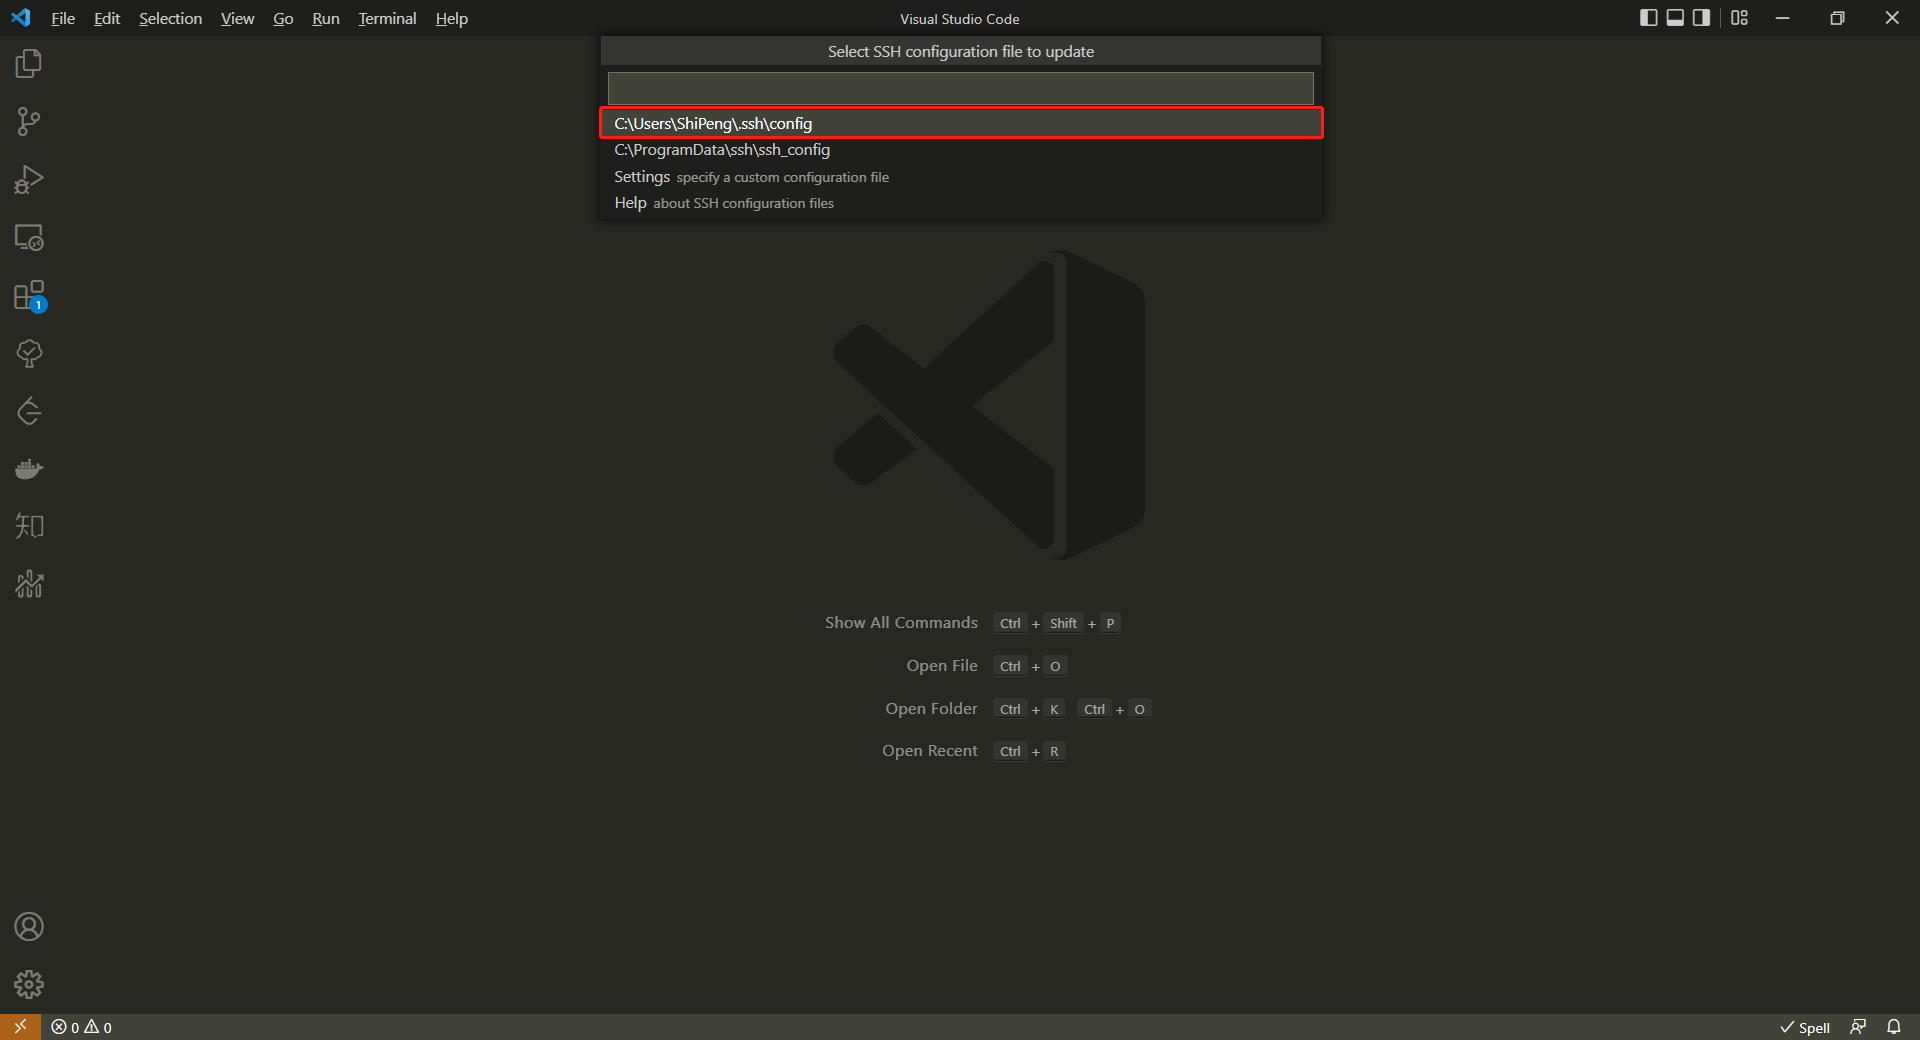 File Edit Selection View Go Run Terminal Help
Visual Studio Code
Select SSH configuration file to update
C:\Users\ShiPeng\.ssh\config
C:\ProgramData\ssh\ssh_config
Settings specify a custom configuration file
Help about SSH configuration files
1
知
Show All Commands Ctrl + Shift + P
Open File Ctrl + O
Open Folder Ctrl + K Ctrl + O
Open Recent Ctrl + R
0 0
Spell